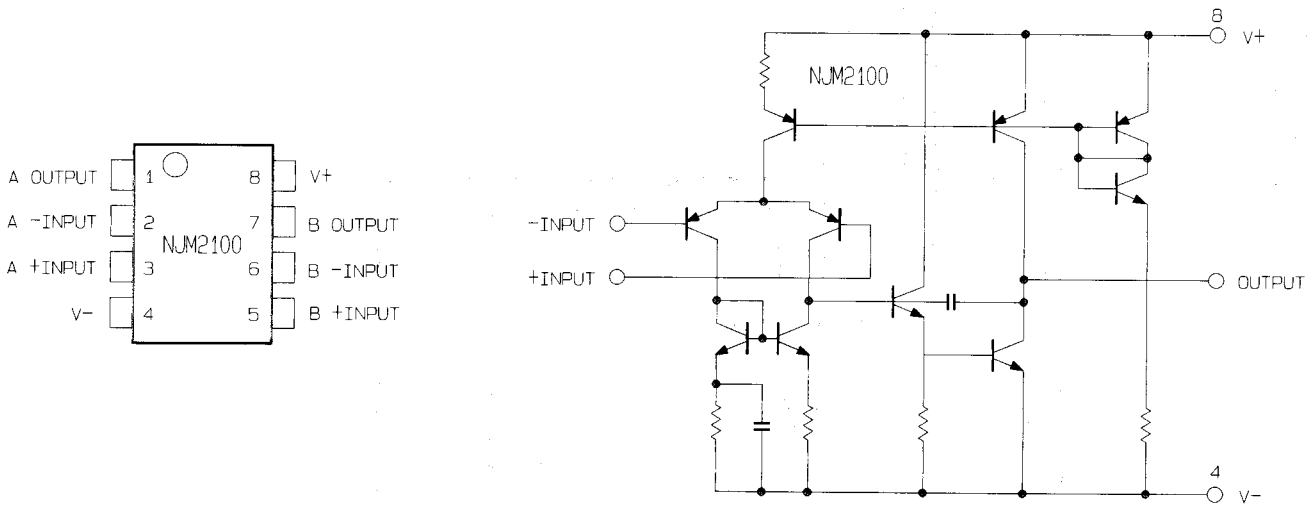 A OUTPUT 1 8 V+
A -INPUT 2 7 B OUTPUT
NJM2100
A +INPUT 3 6 B -INPUT
V- 4 5 B +INPUT
8
V+
NJM2100
-INPUT
+INPUT
OUTPUT
4
V-